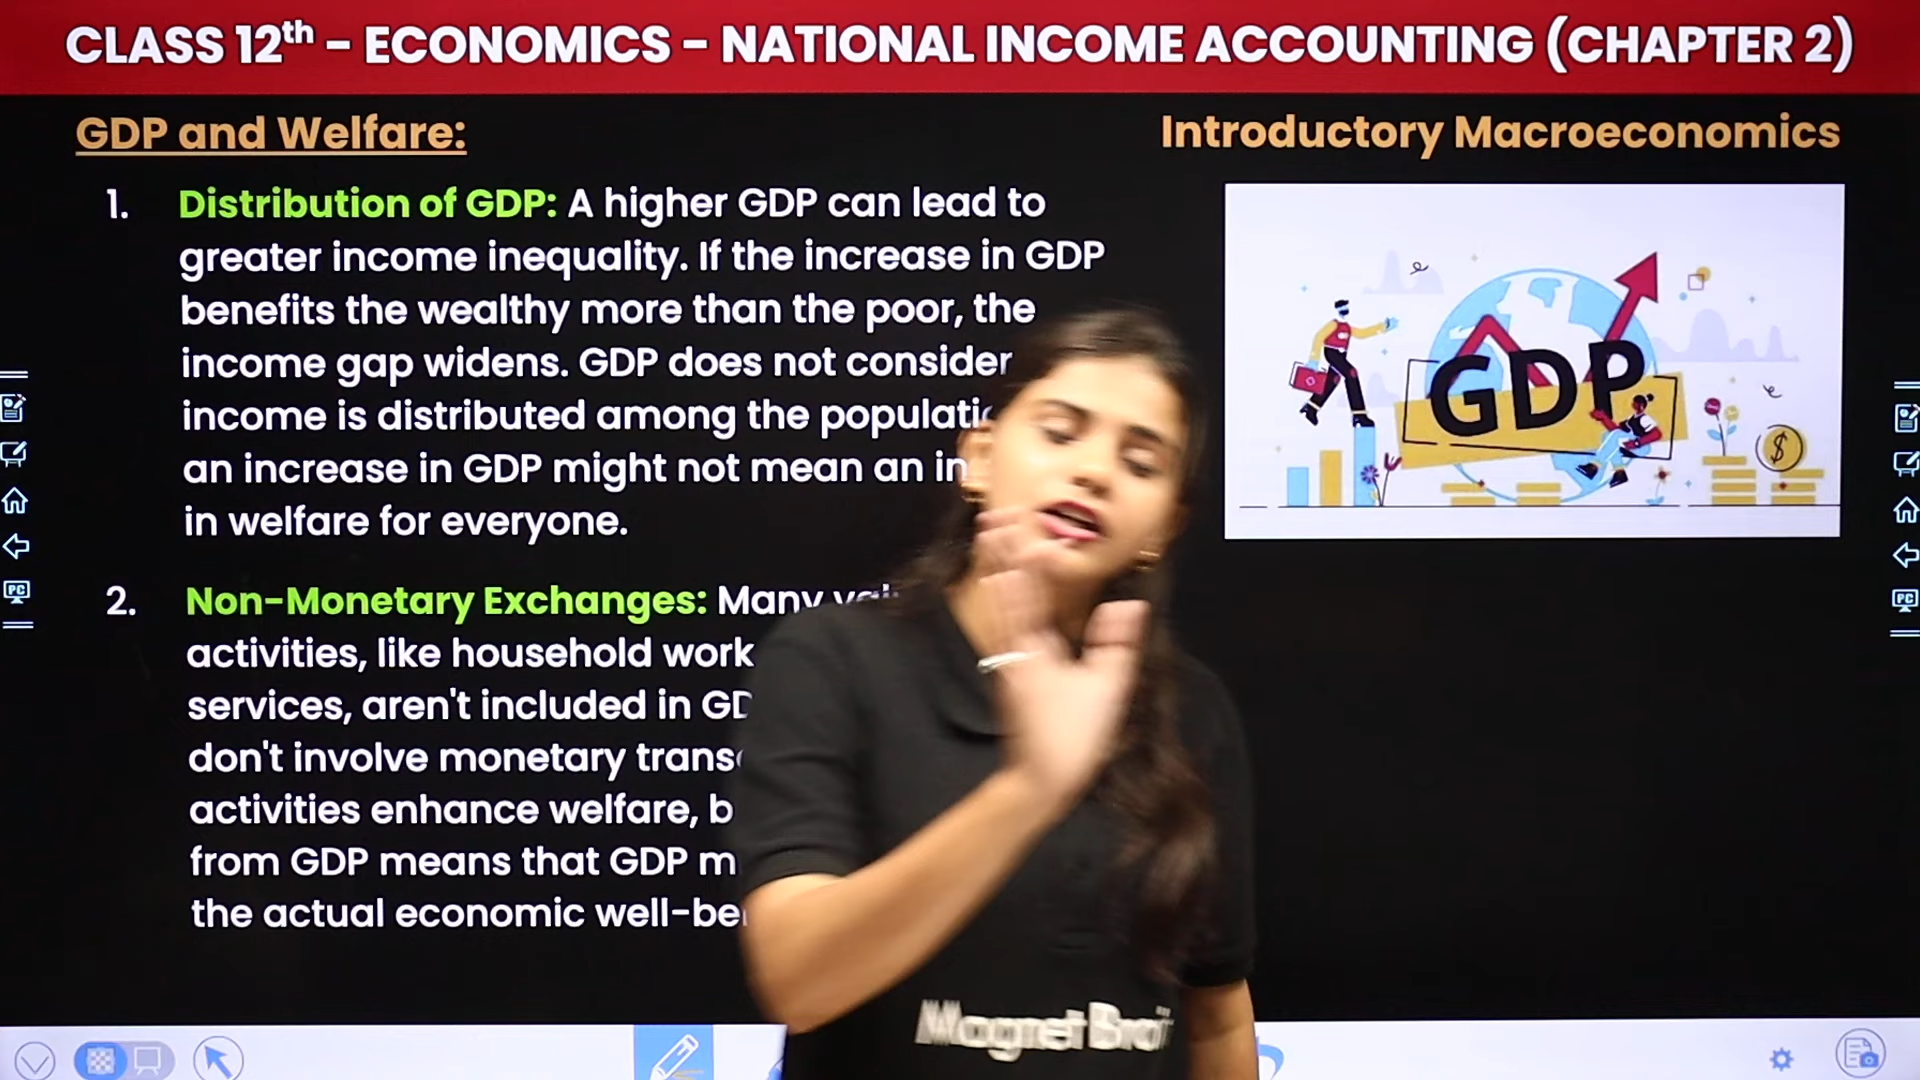 CLASS 12th – ECONOMICS – NATIONAL INCOME ACCOUNTING (CHAPTER 2)
GDP and Welfare:
Introductory Macroeconomics
1. Distribution of GDP: A higher GDP can lead to
greater income inequality. If the increase in GDP
benefits the wealthy more than the poor, the
income gap widens. GDP does not consider
income is distributed among the
an increase in GDP might not mean an
in welfare for everyone.
2. Non-Monetary Exchanges: Many
activities, like household work
services, aren't included in
don't involve monetary
activities enhance welfare,
from GDP means that GDP
the actual economic
GDP
$
PC
PC
Magnet